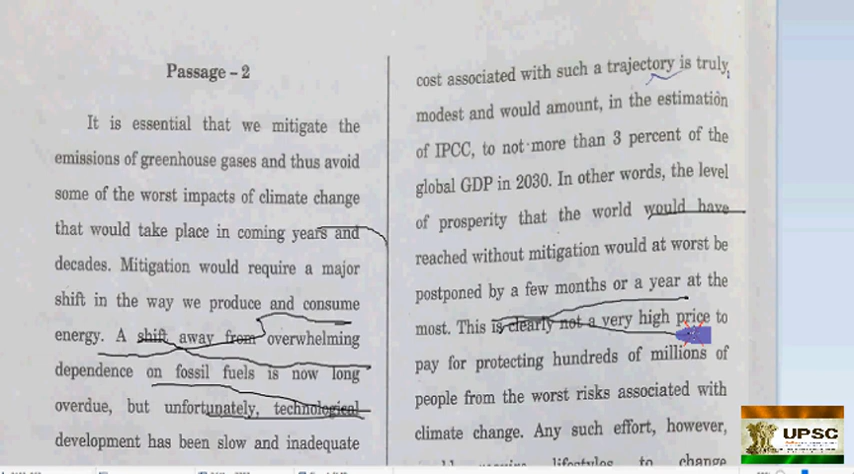 Passage – 2
It is essential that we mitigate the
emissions of greenhouse gases and thus avoid
some of the worst impacts of climate change
that would take place in coming years and
decades. Mitigation would require a major
shift in the way we produce and consume
energy. A shift away from overwhelming
dependence on fossil fuels is now long
overdue, but unfortunately, technological
development has been slow and inadequate
cost associated with such a trajectory is truly
modest and would amount, in the estimation
of IPCC, to not more than 3 percent of the
global GDP in 2030. In other words, the level
of prosperity that the world would have
reached without mitigation would at worst be
postponed by a few months or a year at the
most. This is clearly not a very high price to
pay for protecting hundreds of millions of
people from the worst risks associated with
climate change. Any such effort, however,
lifestyles to change
UPSC